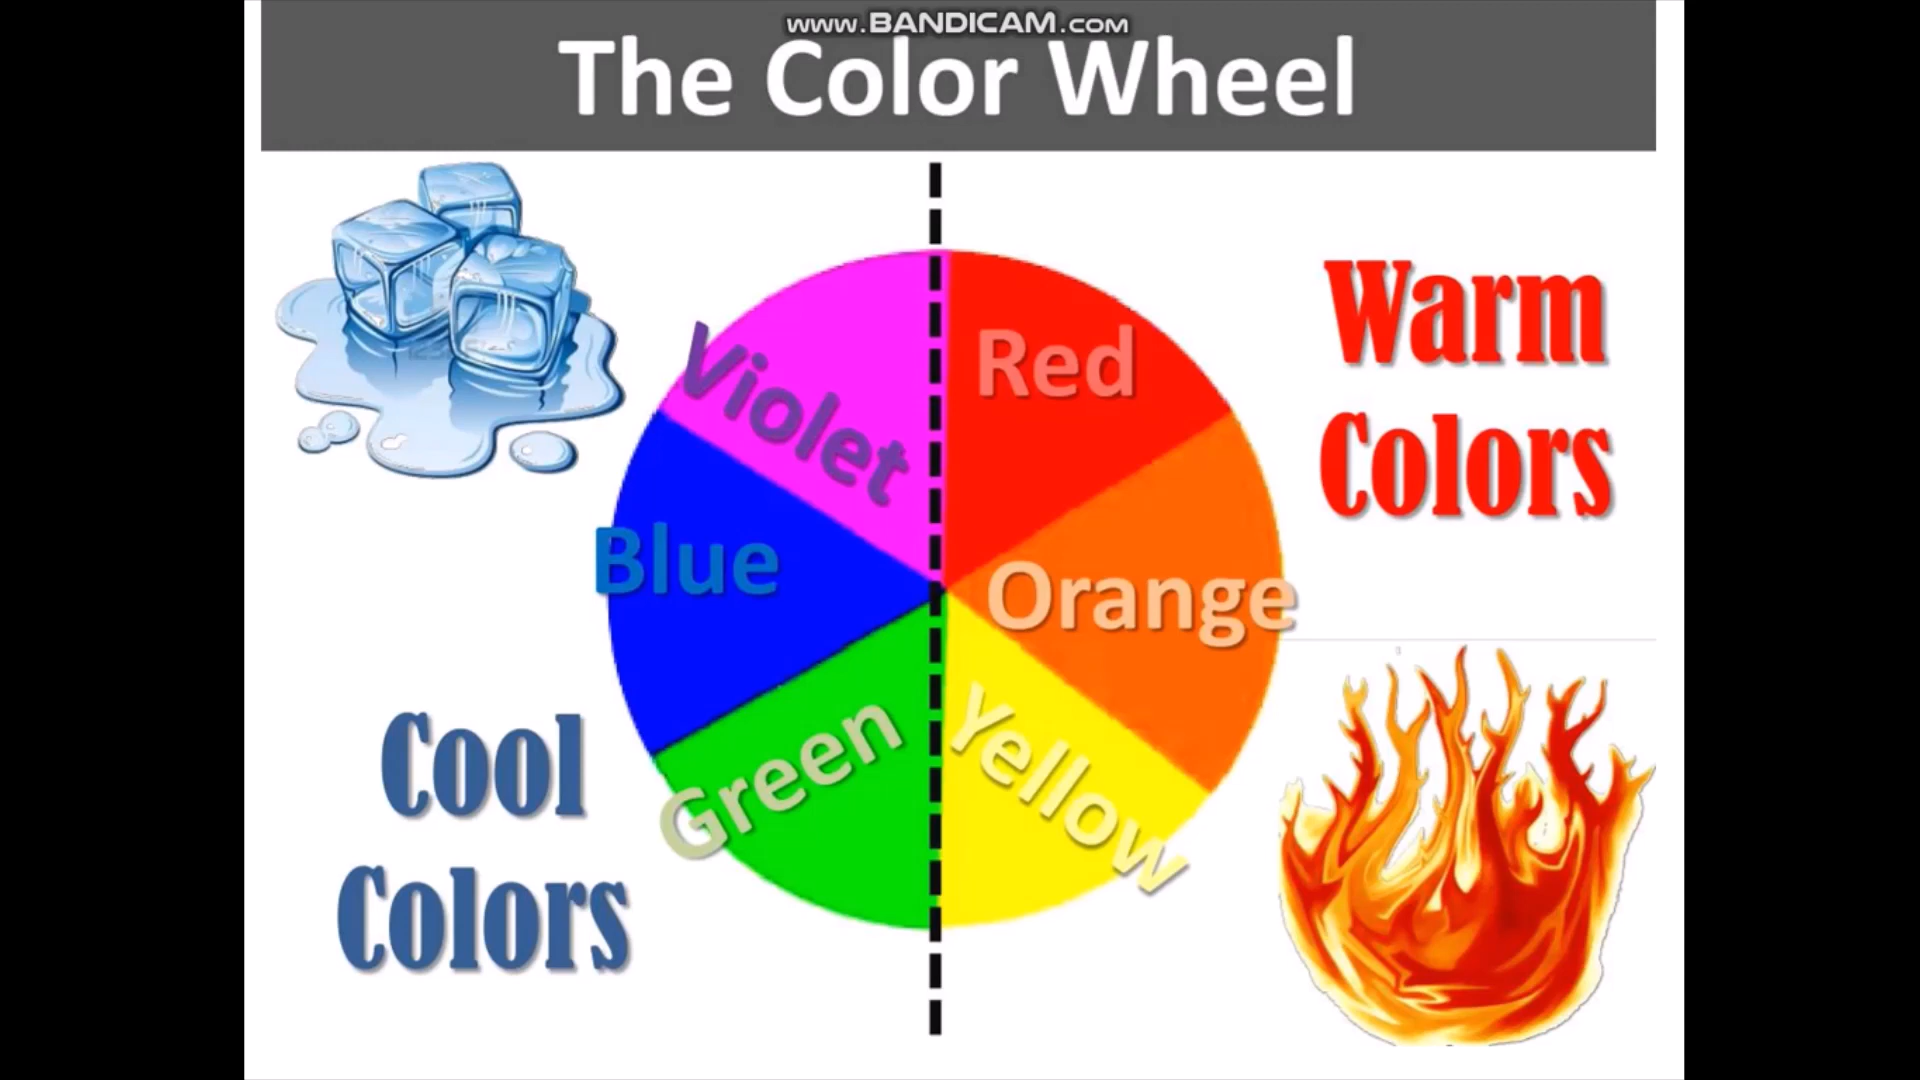 www.BANDICAM.com
The Color Wheel
Warm
Colors
Violet
Red
Blue
Orange
Green
Yellow
Cool
Colors